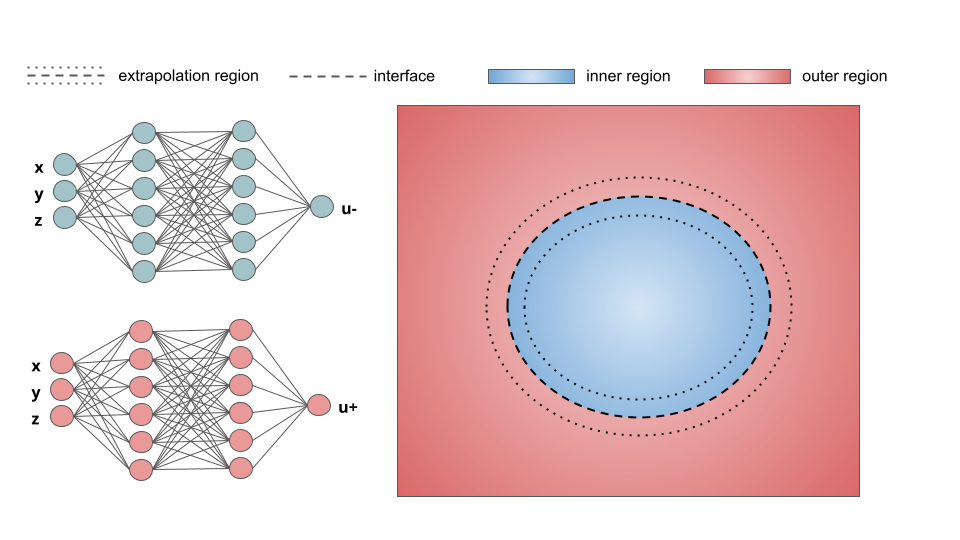 extrapolation region
interface
inner region
outer region
x
y
z
u-
x
y
z
u+